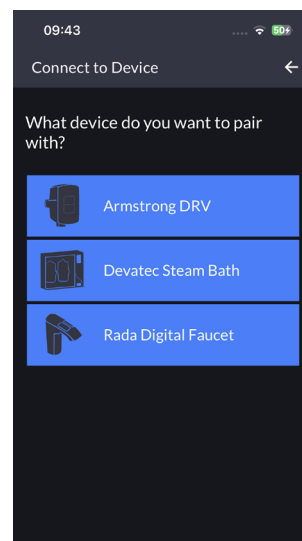 09:43
50
Connect to Device
What device do you want to pair
with?
Armstrong DRV
Devatec Steam Bath
Rada Digital Faucet